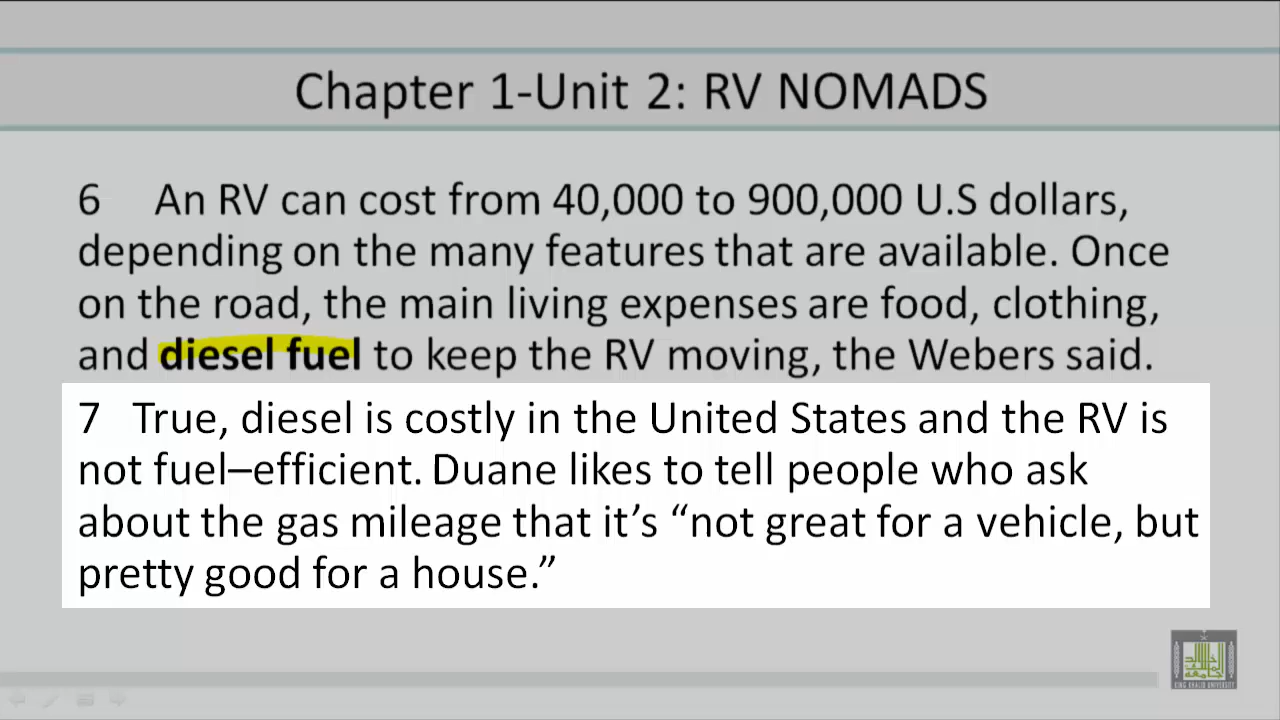 Chapter 1-Unit 2: RV NOMADS
6 An RV can cost from 40,000 to 900,000 U.S dollars,
depending on the many features that are available. Once
on the road, the main living expenses are food, clothing,
and diesel fuel to keep the RV moving, the Webers said.
7 True, diesel is costly in the United States and the RV is
not fuel–efficient. Duane likes to tell people who ask
about the gas mileage that it’s “not great for a vehicle, but
pretty good for a house.”
KING KHALID UNIVERSITY